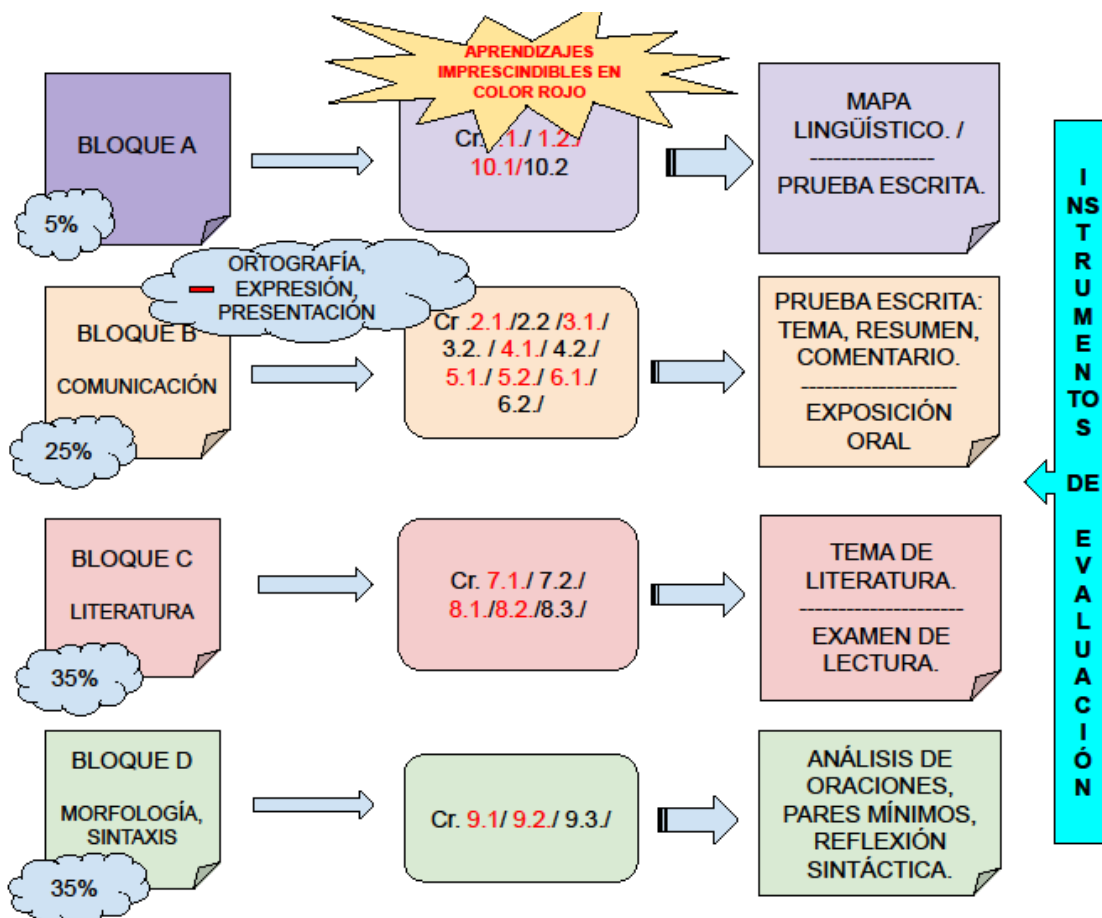 APRENDIZAJES
IMPRESCINDIBLES EN
COLOR ROJO
BLOQUE A
5%
Cr. .1./ 1.2./
10.1/10.2
MAPA
LINGÜÍSTICO. /
----------------
PRUEBA ESCRITA.
ORTOGRAFÍA,
EXPRESIÓN,
PRESENTACIÓN
BLOQUE B
COMUNICACIÓN
25%
Cr .2.1./2.2 /3.1./
3.2. / 4.1./ 4.2./
5.1./ 5.2./ 6.1./
6.2./
PRUEBA ESCRITA:
TEMA, RESUMEN,
COMENTARIO.
--------------------
EXPOSICIÓN
ORAL
BLOQUE C
LITERATURA
35%
Cr. 7.1./ 7.2./
8.1./8.2./8.3./
TEMA DE
LITERATURA.
---------------------
EXAMEN DE
LECTURA.
BLOQUE D
MORFOLOGÍA,
SINTAXIS
35%
Cr. 9.1/ 9.2./ 9.3./
ANÁLISIS DE
ORACIONES,
PARES MÍNIMOS,
REFLEXIÓN
SINTÁCTICA.
INSTRUMENTOS DE EVALUACIÓN